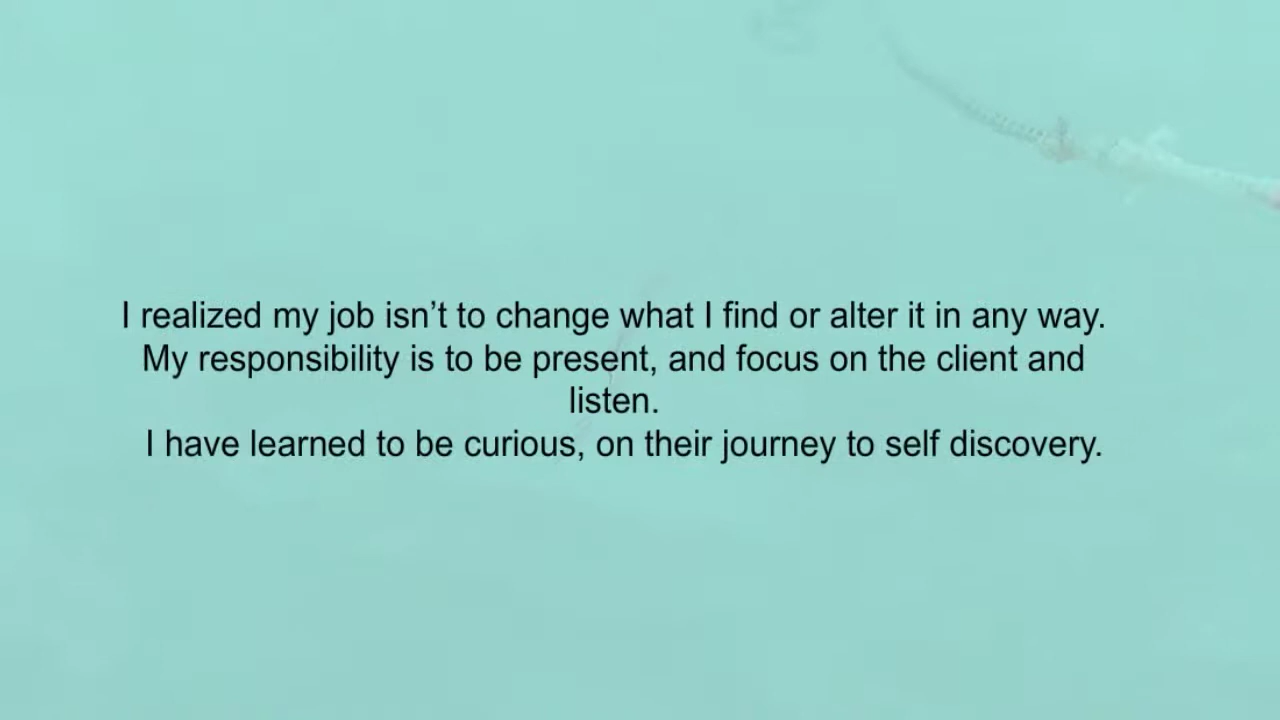 I realized my job isn’t to change what I find or alter it in any way.
My responsibility is to be present, and focus on the client and
listen.
I have learned to be curious, on their journey to self discovery.